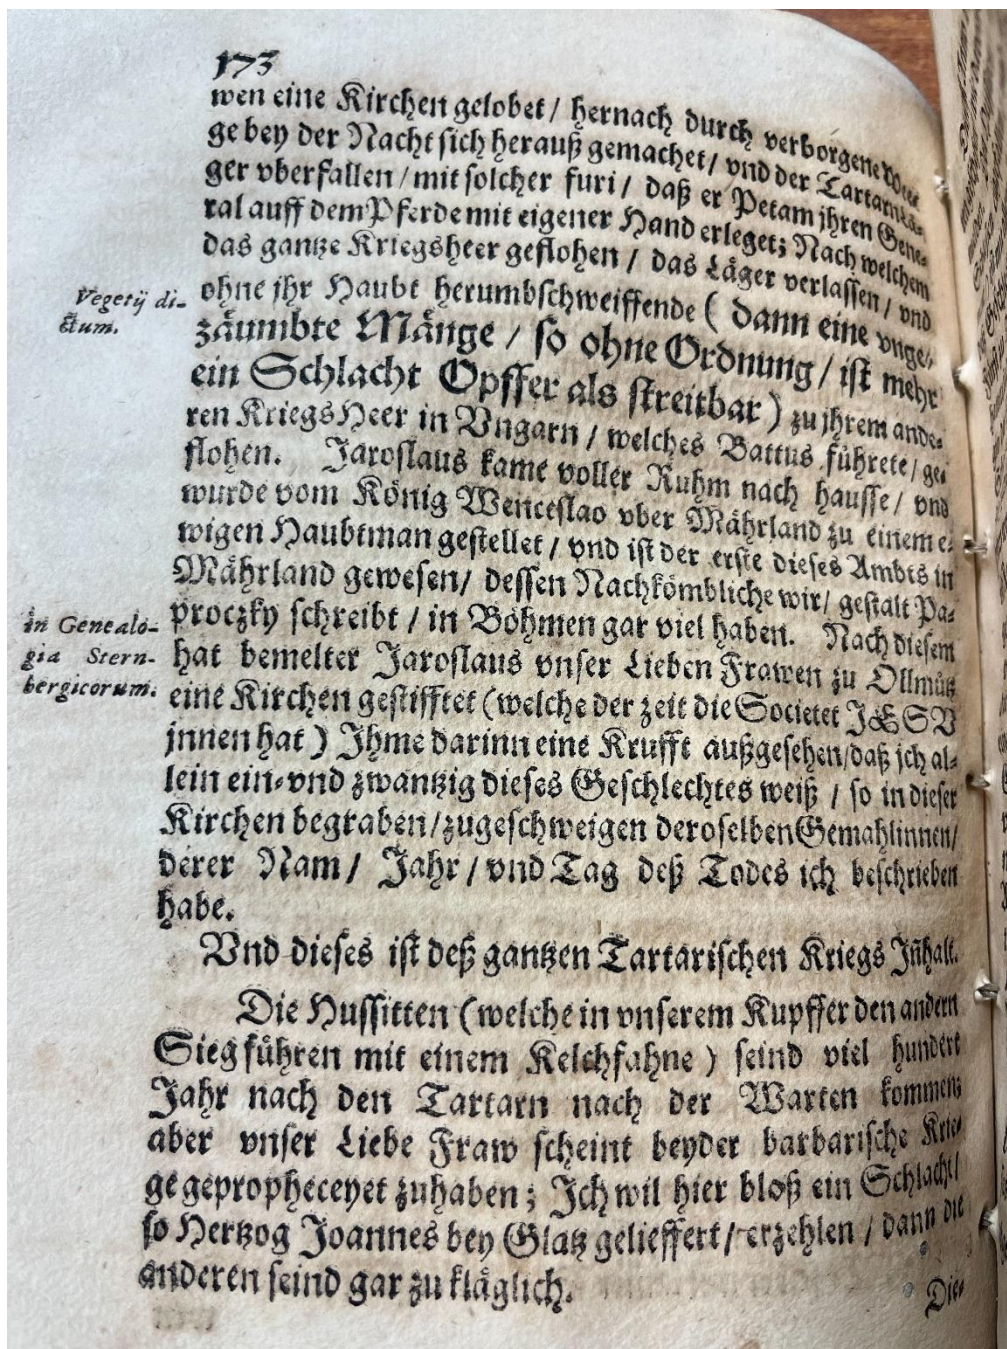 173
wen eine Kirchen gelobet / hernach durch verborgene We-
ge bey der Nacht sich herauß gemachet / vnd der Tartarn Lä-
ger vberfallen / mit solcher furi / daß er Petam jhren Gene-
ral auff dem Pferde mit eigener Hand erleget; Nach welchem
das gantze Kriegsheer geflohen / das Läger verlassen / vnd
Vegetij di-
ctum.
ohne jhr Haubt herumbschweiffende ( dann eine vnge-
zäumbte Mänge / so ohne Ordnung / ist mehr
ein Schlacht Opffer als streitbar ) zu jhrem ande-
ren KriegsHeer in Vngarn / welches Battus führete / ge-
flohen. Jaroslaus kame voller Ruhm nach hausse / vnd
wurde vom König Wenceslao vber Mährland zu einem e-
wigen Haubtman gestellet / vnd ist der erste dieses Ambts in
Mährland gewesen / dessen Nachkömbliche wir / gestalt Pa-
in Genealo-
gia Stern-
bergicorum.
proczky schreibt / in Böhmen gar viel haben. Nach diesem
hat bemelter Jaroslaus vnser Lieben Frawen zu Ollmütz
eine Kirchen gestifftet (welche der zeit die Societet JESV
jnnen hat ) Jhme darinn eine Krufft außgesehen / daß ich al-
lein ein-vnd zwantzig dieses Geschlechtes weiß / so in dieser
Kirchen begraben / zugeschweigen deroselben Gemahlinnen /
derer Nam / Jahr / vnd Tag deß Todes ich beschrieben
habe.
Vnd dieses ist deß gantzen Tartarischen Kriegs Jñhalt.
Die Hussitten (welche in vnserem Kupffer den andern
Sieg führen mit einem Kelchfahne ) seind viel hundert
Jahr nach den Tartarn nach der Warten kommen;
aber vnser Liebe Fraw scheint beyder barbarische Krie-
ge gepropheceyet zuhaben ; Jch wil hier bloß ein Schlacht /
so Hertzog Joannes bey Glatz gelieffert / erzehlen / dann die
anderen seind gar zu kläglich.
Die-